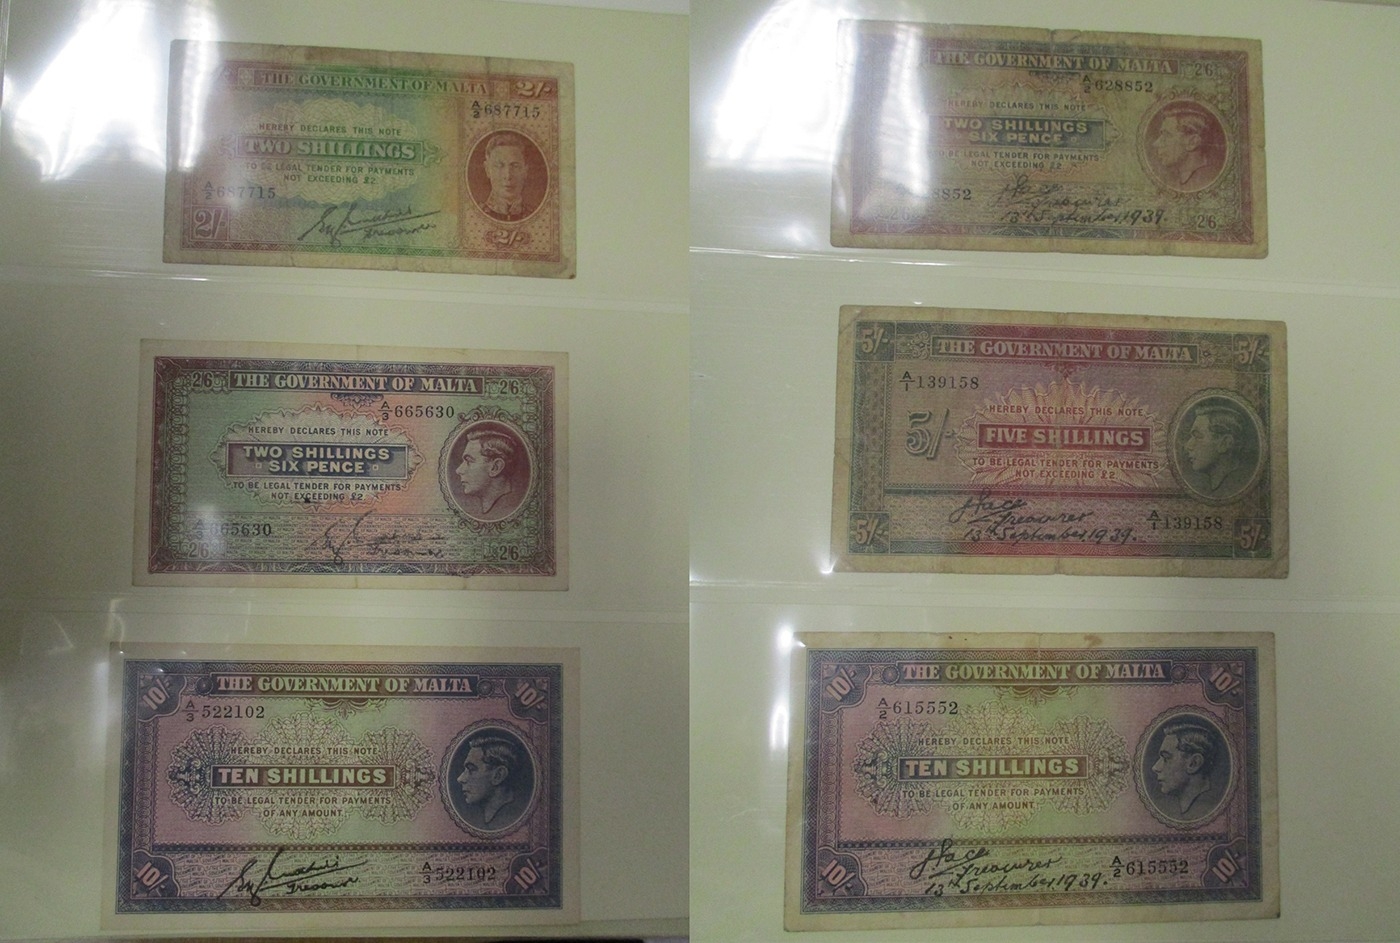 THE GOVERNMENT OF MALTA 2/-
A/2 687715
HEREBY DECLARES THIS NOTE
TWO SHILLINGS
TO BE LEGAL TENDER FOR PAYMENTS
NOT EXCEEDING £2
A/2 687715
2/- Treasurer 2/-
2/6 THE GOVERNMENT OF MALTA 2/6
A/3 665630
HEREBY DECLARES THIS NOTE
TWO SHILLINGS
SIX PENCE
TO BE LEGAL TENDER FOR PAYMENTS
NOT EXCEEDING £2
A/3 665630
2/6 Treasurer 2/6
10/- THE GOVERNMENT OF MALTA 10/-
A/3 522102
HEREBY DECLARES THIS NOTE
TEN SHILLINGS
TO BE LEGAL TENDER FOR PAYMENTS
OF ANY AMOUNT
A/3 522102
10/- Treasurer 10/-
THE GOVERNMENT OF MALTA 2/6
A/2 628852
HEREBY DECLARES THIS NOTE
TWO SHILLINGS
SIX PENCE
TO BE LEGAL TENDER FOR PAYMENTS
NOT EXCEEDING £2
8852
Treasurer
2/6 13th September, 1939. 2/6
5/- THE GOVERNMENT OF MALTA 5/-
A/1 139158
5/-
HEREBY DECLARES THIS NOTE
FIVE SHILLINGS
TO BE LEGAL TENDER FOR PAYMENTS
NOT EXCEEDING £2
J Pace
Treasurer A/1 139158
5/- 13th September, 1939. 5/-
10/- THE GOVERNMENT OF MALTA 10/-
A/2 615552
HEREBY DECLARES THIS NOTE
TEN SHILLINGS
TO BE LEGAL TENDER FOR PAYMENTS
OF ANY AMOUNT
J Pace
Treasurer A/2 615552
10/- 13th September, 1939. 10/-